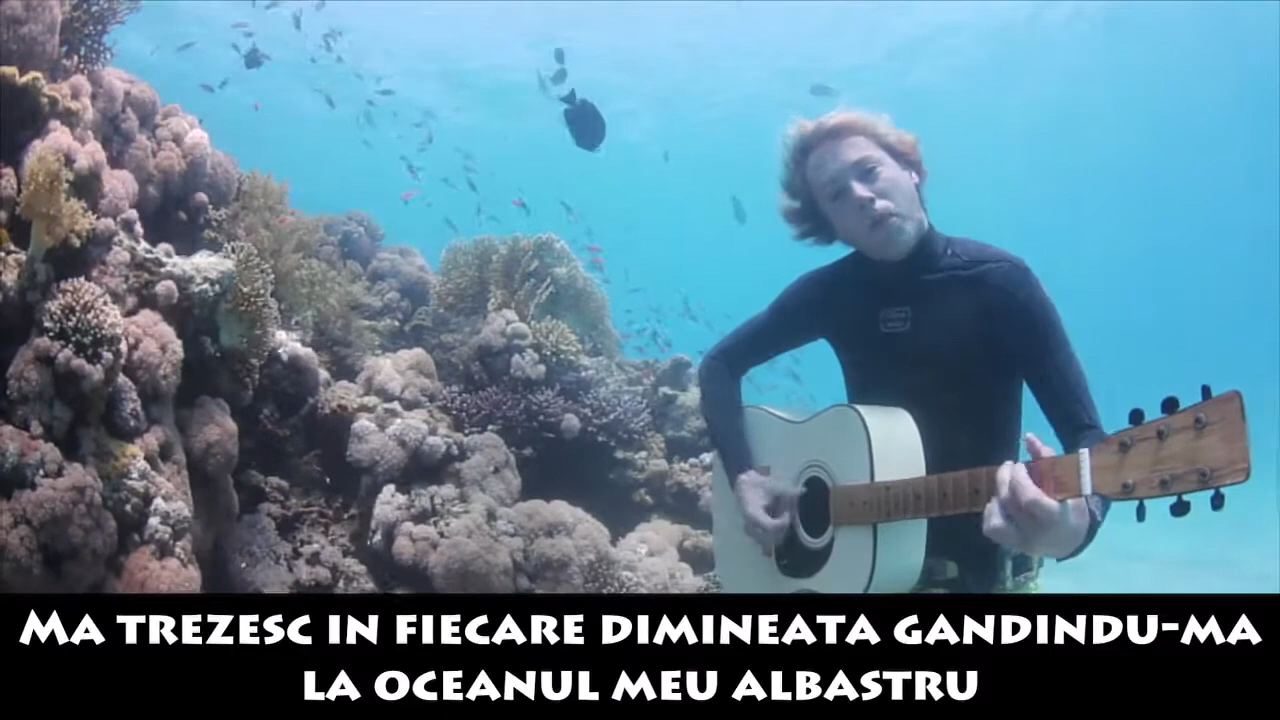 MA TREZESC IN FIECARE DIMINEATA GANDINDU-MA
LA OCEANUL MEU ALBASTRU